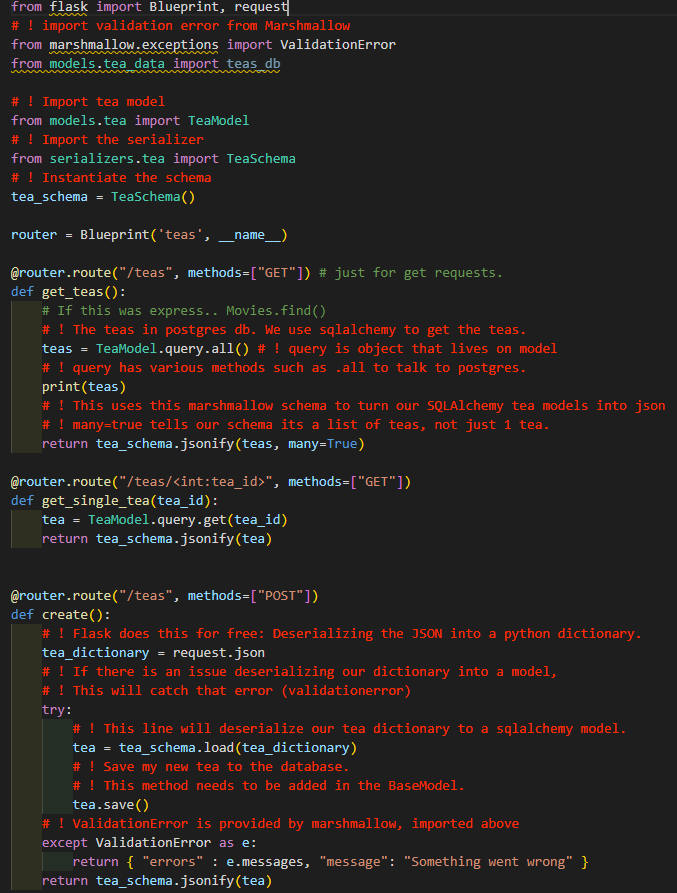 from flask import Blueprint, request
# ! import validation error from Marshmallow
from marshmallow.exceptions import ValidationError
from models.tea_data import teas_db
# ! Import tea model
from models.tea import TeaModel
# ! Import the serializer
from serializers.tea import TeaSchema
# ! Instantiate the schema
tea_schema = TeaSchema()
router = Blueprint('teas', __name__)
@router.route("/teas", methods=["GET"]) # just for get requests.
def get_teas():
    # If this was express.. Movies.find()
    # ! The teas in postgres db. We use sqlalchemy to get the teas.
    teas = TeaModel.query.all() # ! query is object that lives on model
    # ! query has various methods such as .all to talk to postgres.
    print(teas)
    # ! This uses this marshmallow schema to turn our SQLAlchemy tea models into json
    # ! many=true tells our schema its a list of teas, not just 1 tea.
    return tea_schema.jsonify(teas, many=True)
@router.route("/teas/<int:tea_id>", methods=["GET"])
def get_single_tea(tea_id):
    tea = TeaModel.query.get(tea_id)
    return tea_schema.jsonify(tea)
@router.route("/teas", methods=["POST"])
def create():
    # ! Flask does this for free: Deserializing the JSON into a python dictionary.
    tea_dictionary = request.json
    # ! If there is an issue deserializing our dictionary into a model,
    # ! This will catch that error (validationerror)
    try:
        # ! This line will deserialize our tea dictionary to a sqlalchemy model.
        tea = tea_schema.load(tea_dictionary)
        # ! Save my new tea to the database.
        # ! This method needs to be added in the BaseModel.
        tea.save()
    # ! ValidationError is provided by marshmallow, imported above
    except ValidationError as e:
        return { "errors" : e.messages, "message": "Something went wrong" }
    return tea_schema.jsonify(tea)